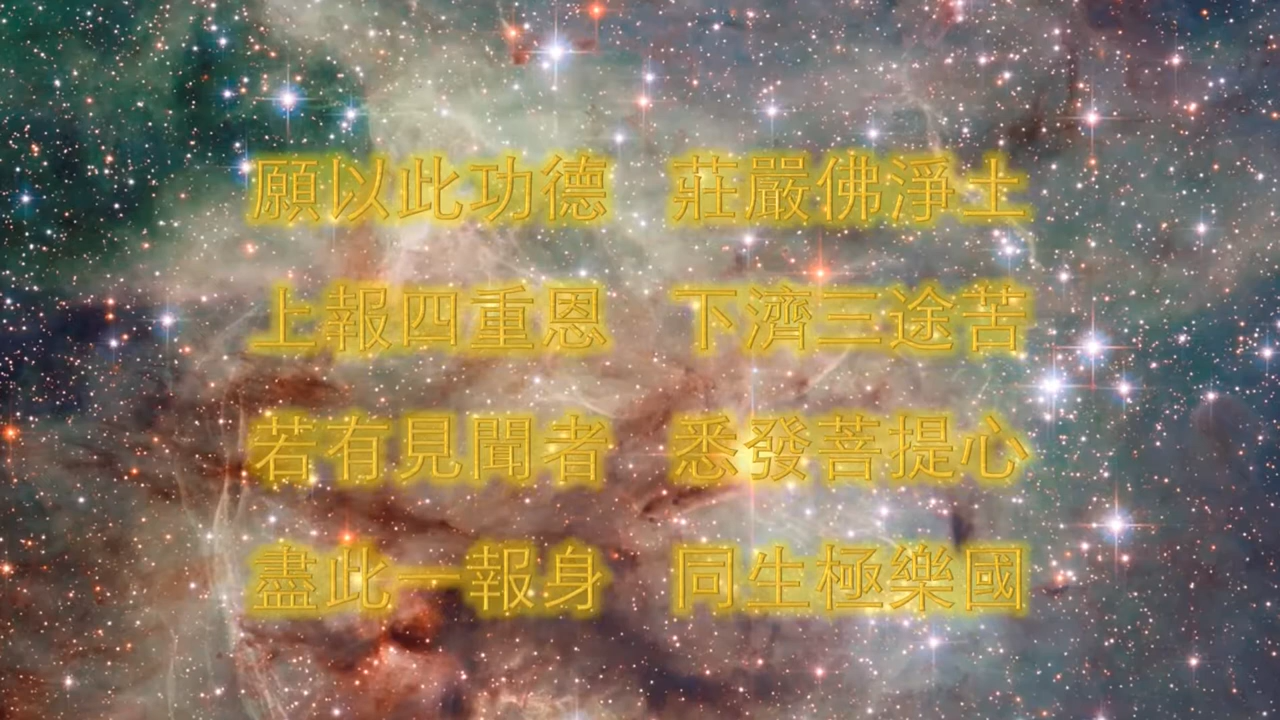 願以此功德　莊嚴佛淨土
上報四重恩　下濟三途苦
若有見聞者　悉發菩提心
盡此一報身　同生極樂國